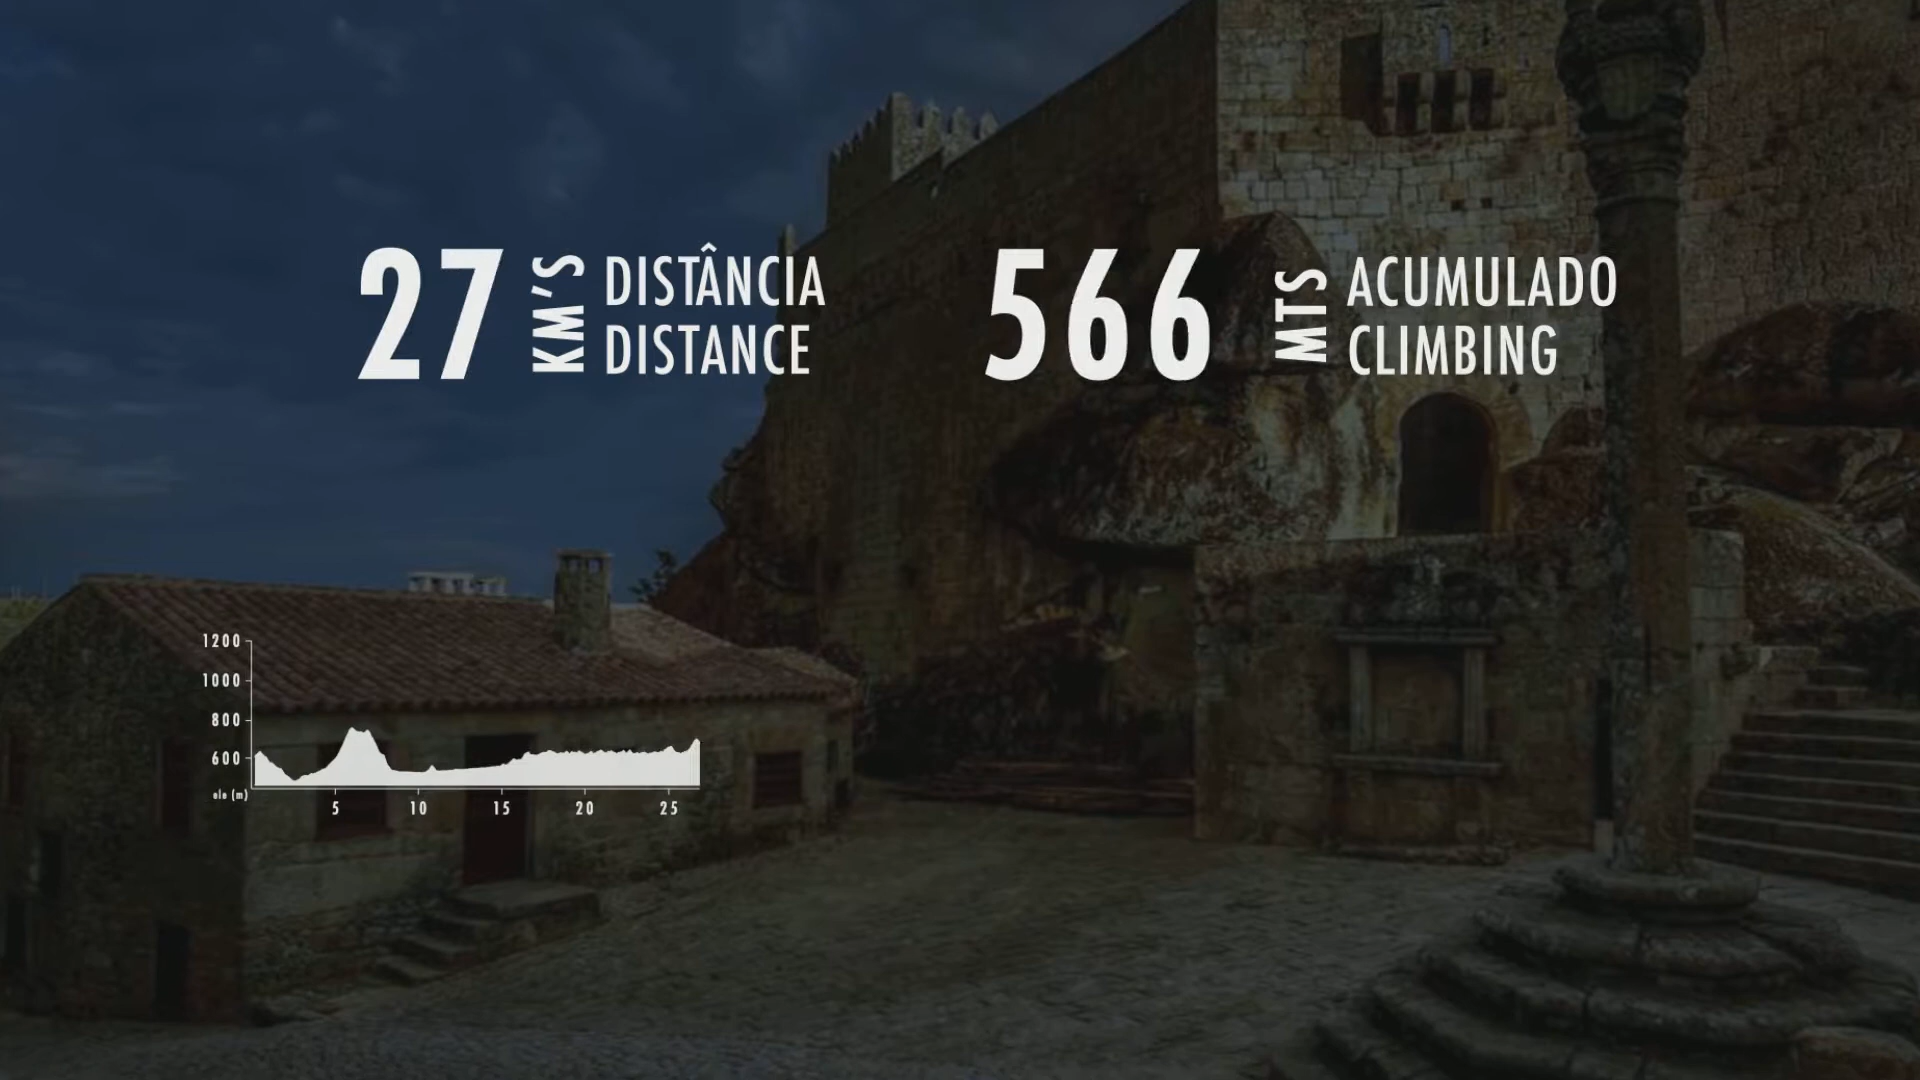 27 KM'S DISTÂNCIA
DISTANCE
566 MTS ACUMULADO
CLIMBING
1200
1000
800
600
ele (m)
5 10 15 20 25